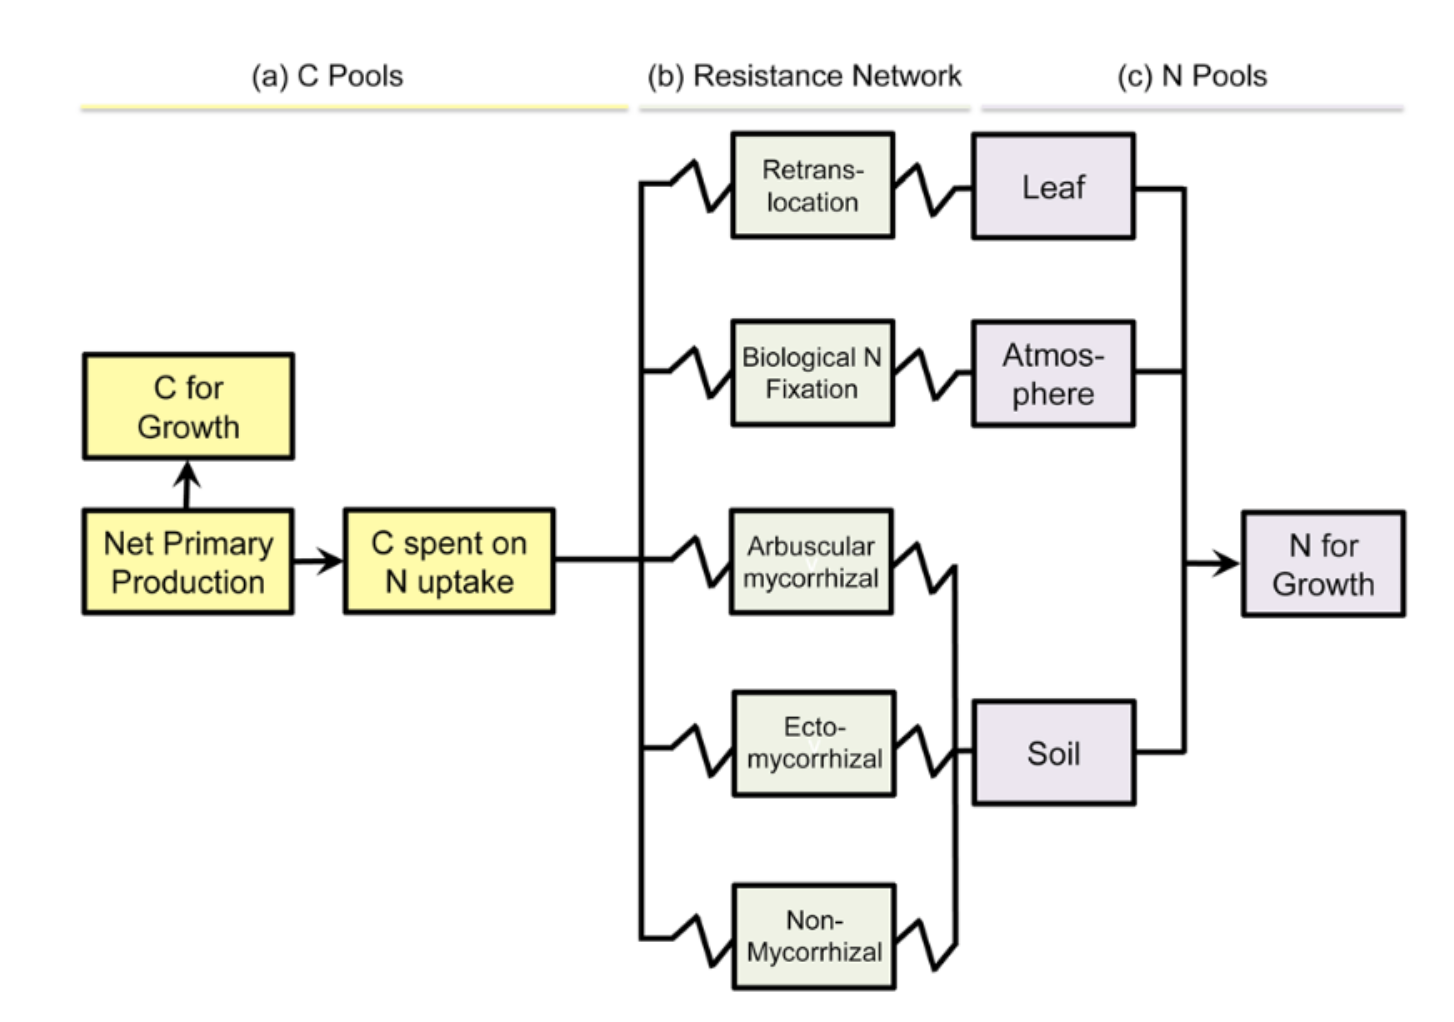 (a) C Pools
(b) Resistance Network
(c) N Pools
Retrans-
location
Leaf
Biological N
Fixation
Atmos-
phere
C for
Growth
Net Primary
Production
C spent on
N uptake
Arbuscular
mycorrhizal
N for
Growth
Ecto-
mycorrhizal
Soil
Non-
Mycorrhizal